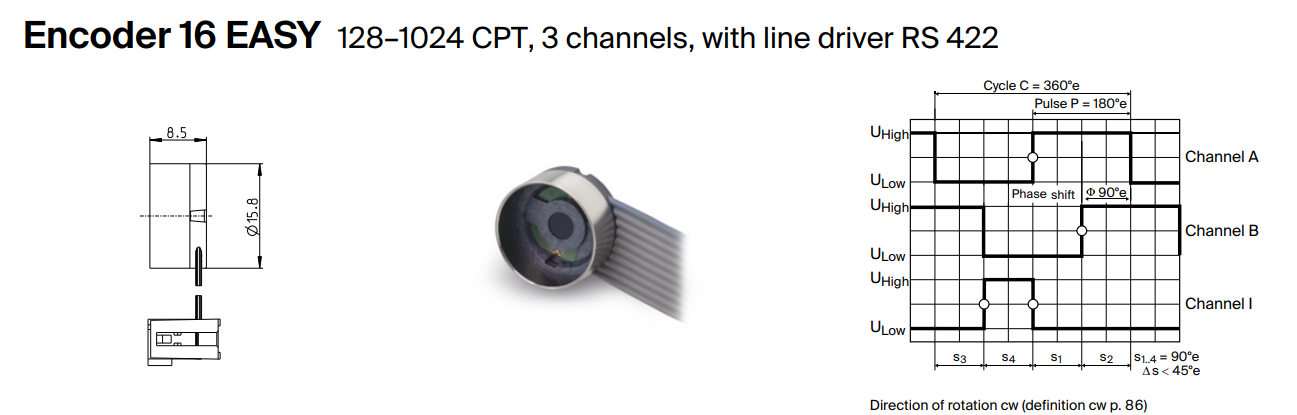 Encoder 16 EASY 128–1024 CPT, 3 channels, with line driver RS 422
8.5
Ø15.8
Cycle C = 360°e
Pulse P = 180°e
UHigh
Channel A
ULow
Phase shift Φ 90°e
UHigh
Channel B
ULow
UHigh
Channel I
ULow
s3 s4 s1 s2 s1..4 = 90°e
Δs < 45°e
Direction of rotation cw (definition cw p. 86)